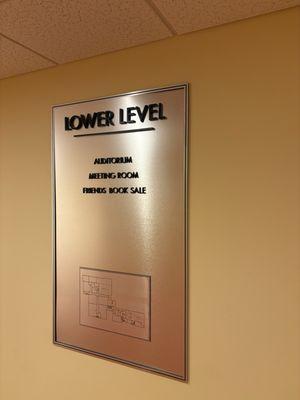 LOWER LEVEL
AUDITORIUM
MEETING ROOM
FRIENDS BOOK SALE